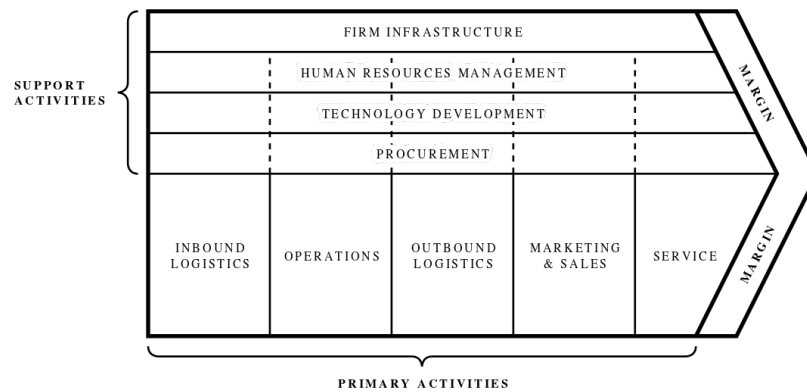 FIRM INFRASTRUCTURE
HUMAN RESOURCES MANAGEMENT
SUPPORT
ACTIVITIES
TECHNOLOGY DEVELOPMENT
PROCUREMENT
MARGIN
INBOUND
LOGISTICS
OPERATIONS
OUTBOUND
LOGISTICS
MARKETING
& SALES
SERVICE
MARGIN
PRIMARY ACTIVITIES